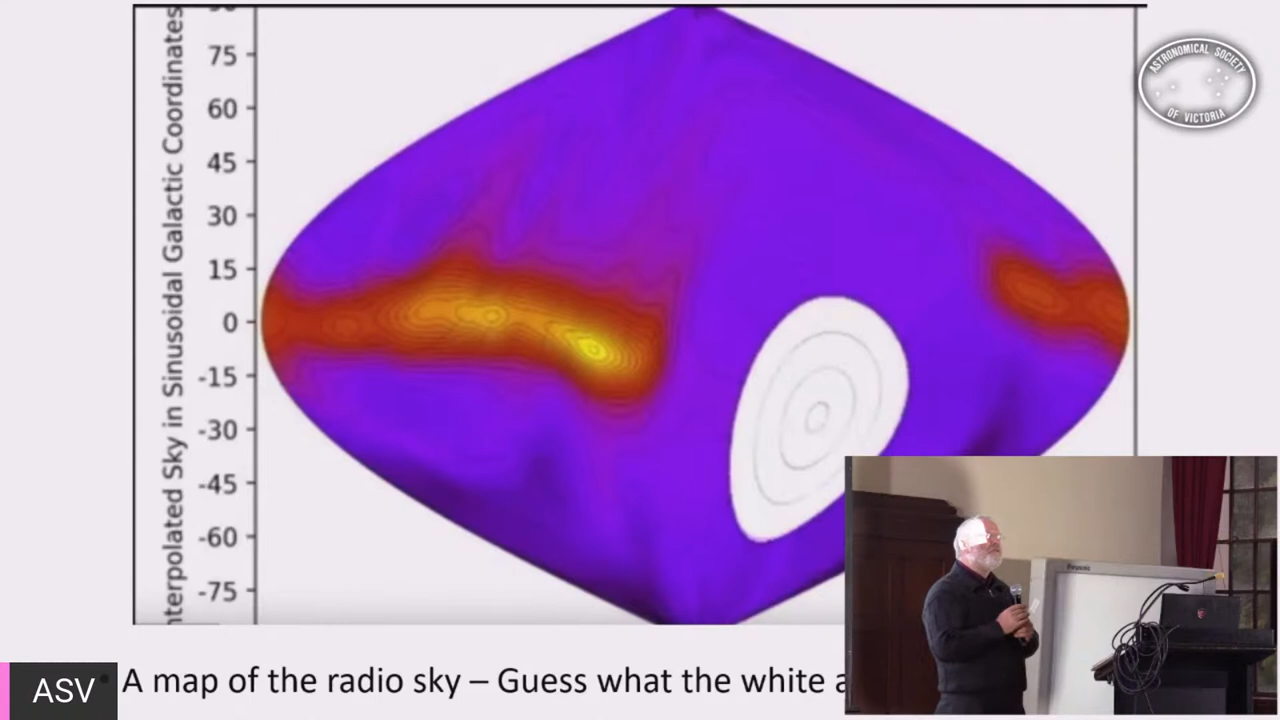 Interpolated Sky in Sinusoidal Galactic Coordinates
75
60
45
30
15
0
-15
-30
-45
-60
-75
ASTRONOMICAL SOCIETY
OF VICTORIA
ASV
A map of the radio sky – Guess what the white